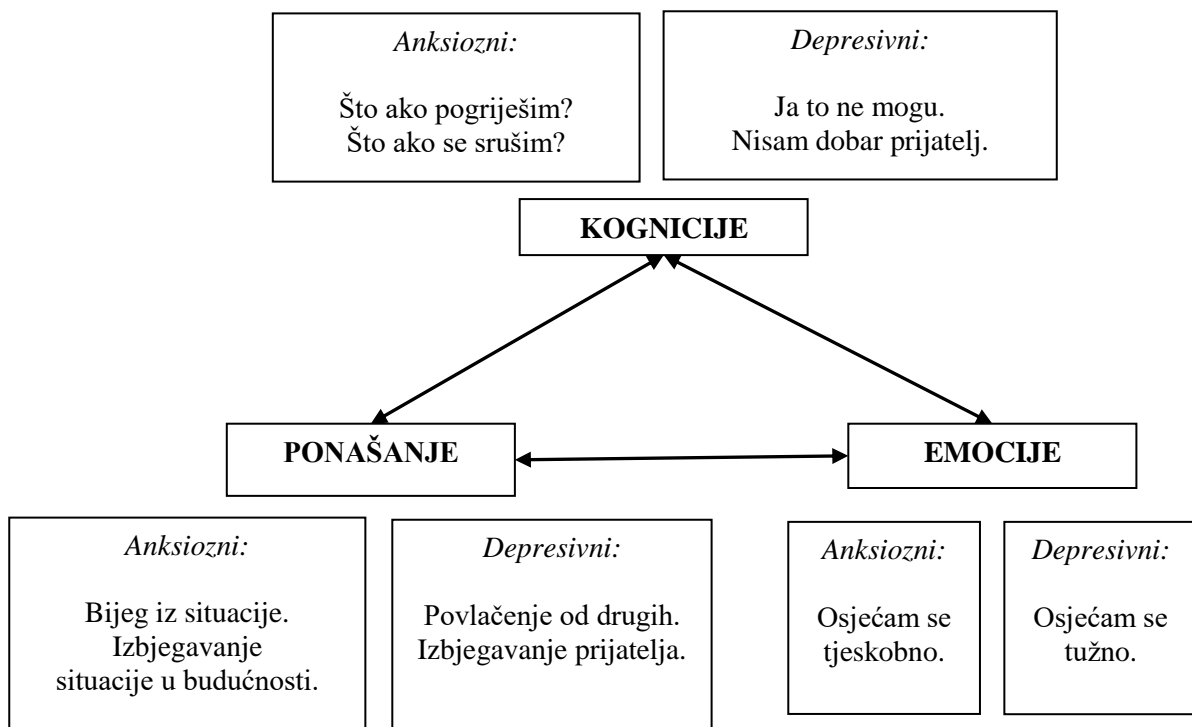 Anksiozni:
Što ako pogriješim?
Što ako se srušim?
Depresivni:
Ja to ne mogu.
Nisam dobar prijatelj.
KOGNICIJE
PONAŠANJE
EMOCIJE
Anksiozni:
Bijeg iz situacije.
Izbjegavanje
situacije u budućnosti.
Depresivni:
Povlačenje od drugih.
Izbjegavanje prijatelja.
Anksiozni:
Osjećam se
tjeskobno.
Depresivni:
Osjećam se
tužno.